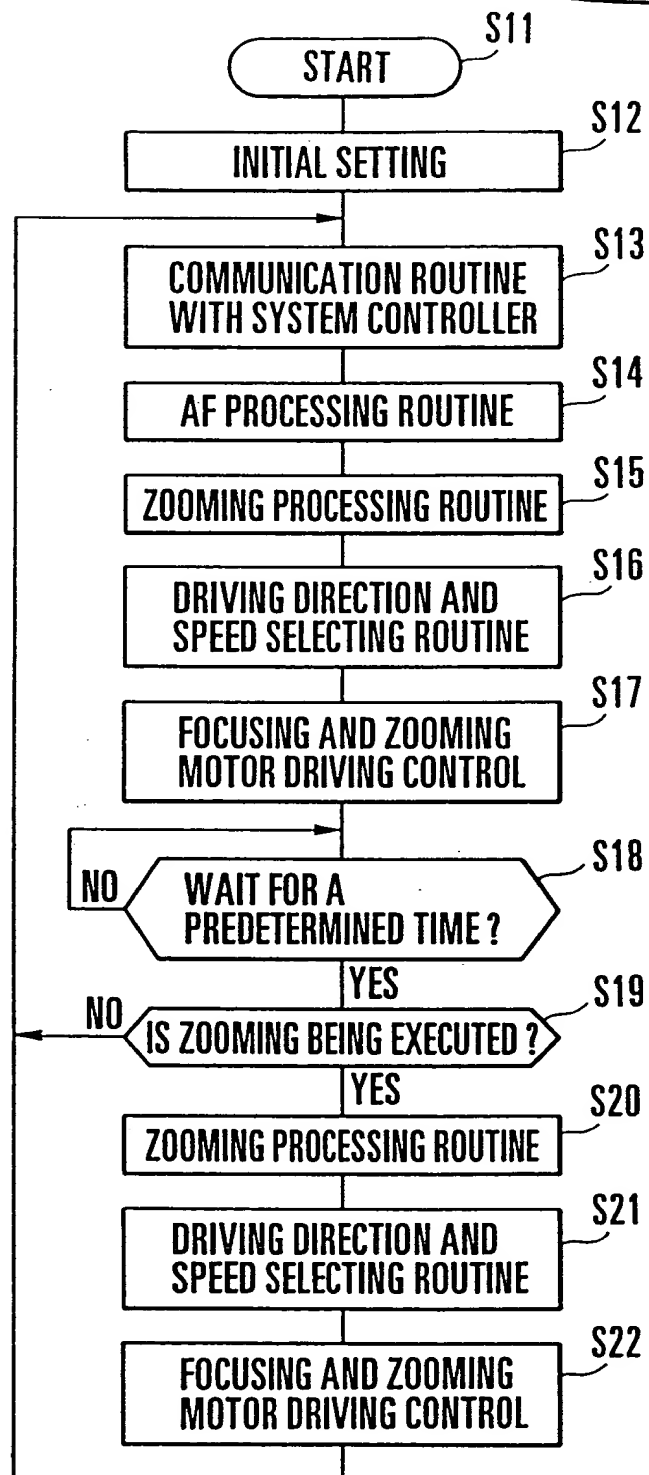 S11
START
S12
INITIAL SETTING
S13
COMMUNICATION ROUTINE
WITH SYSTEM CONTROLLER
S14
AF PROCESSING ROUTINE
S15
ZOOMING PROCESSING ROUTINE
S16
DRIVING DIRECTION AND
SPEED SELECTING ROUTINE
S17
FOCUSING AND ZOOMING
MOTOR DRIVING CONTROL
S18
NO
WAIT FOR A
PREDETERMINED TIME ?
YES
S19
NO
IS ZOOMING BEING EXECUTED ?
YES
S20
ZOOMING PROCESSING ROUTINE
S21
DRIVING DIRECTION AND
SPEED SELECTING ROUTINE
S22
FOCUSING AND ZOOMING
MOTOR DRIVING CONTROL